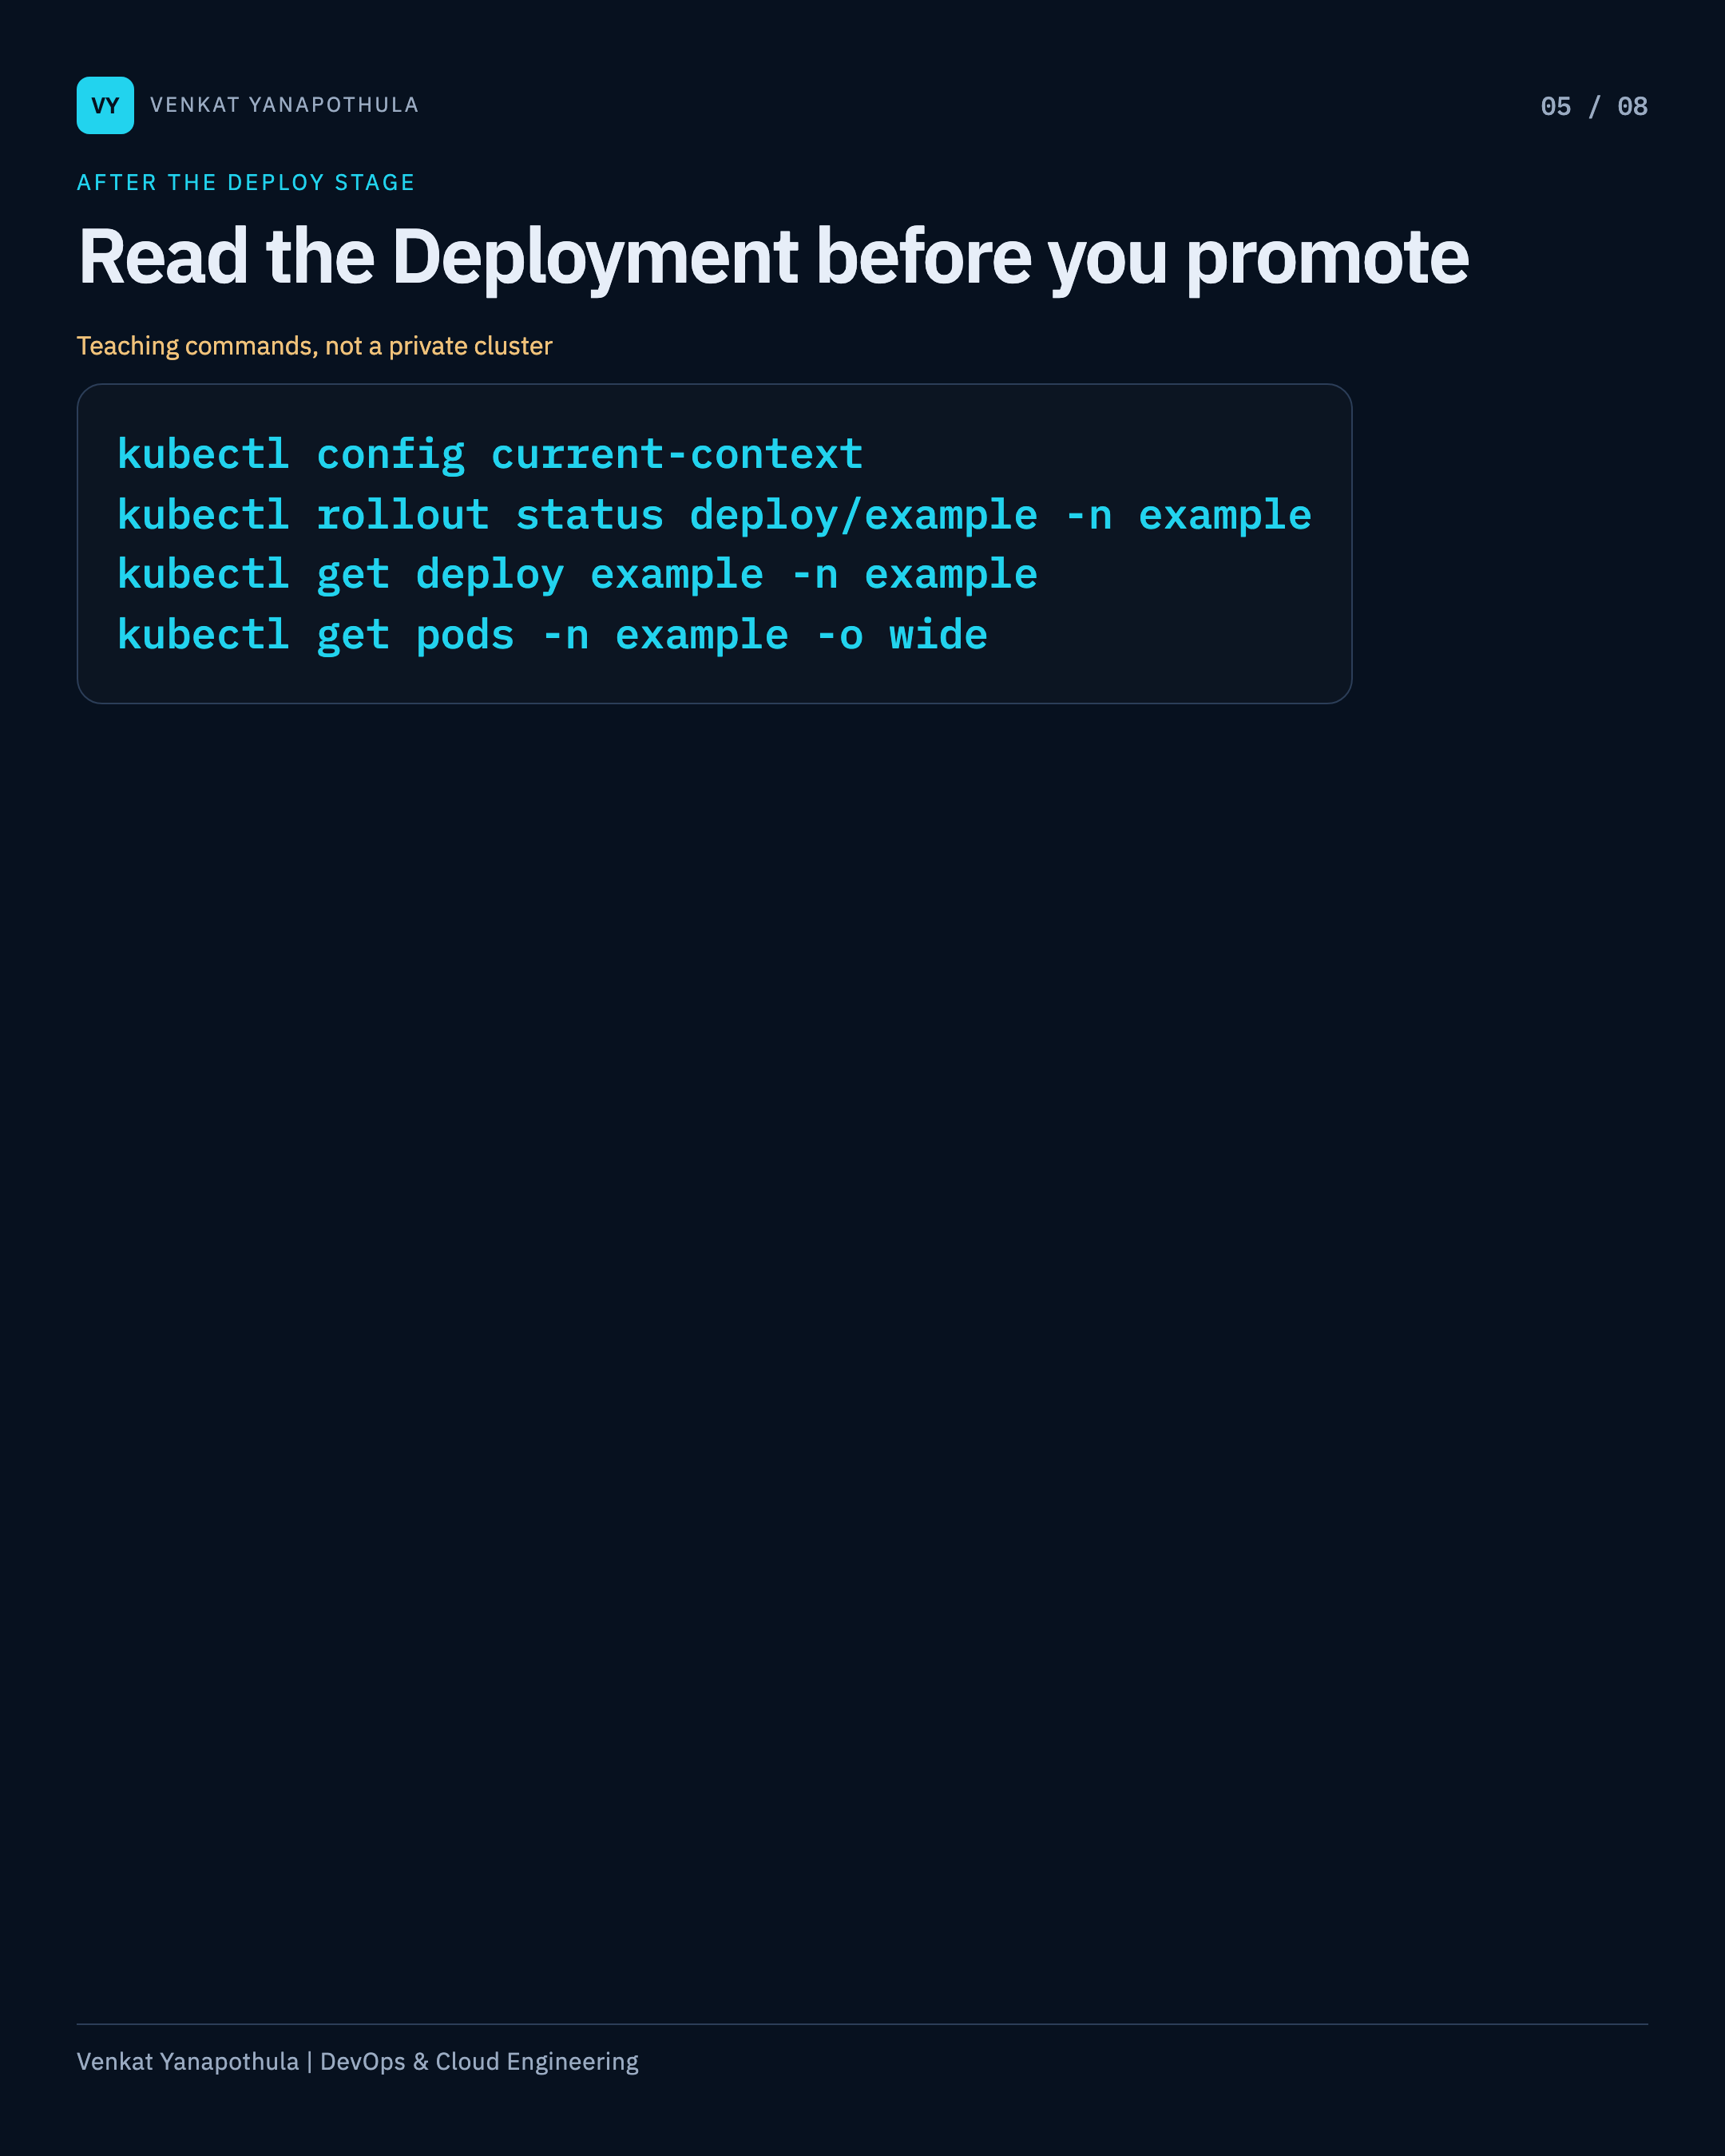 VY VENKAT YANAPOTHULA 05 / 08
AFTER THE DEPLOY STAGE
Read the Deployment before you promote
Teaching commands, not a private cluster
kubectl config current-context
kubectl rollout status deploy/example -n example
kubectl get deploy example -n example
kubectl get pods -n example -o wide
Venkat Yanapothula | DevOps & Cloud Engineering